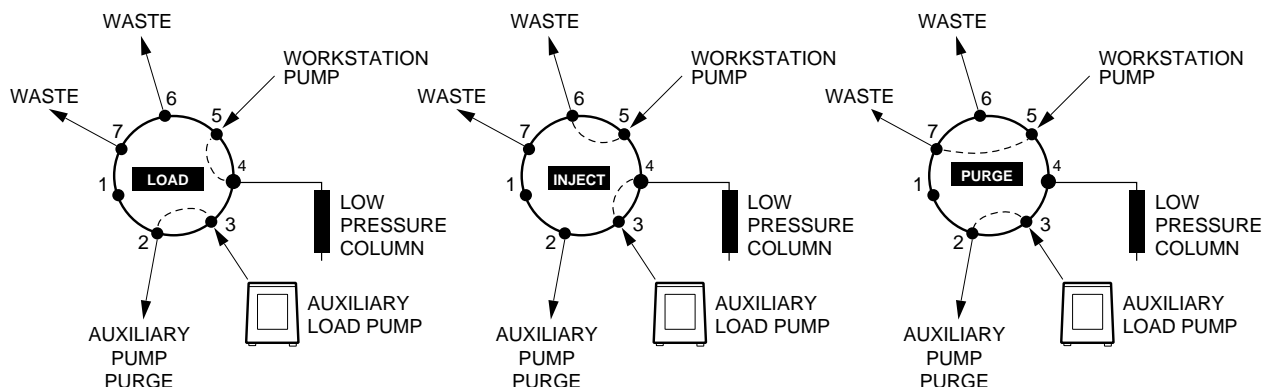 WASTE
WORKSTATION
PUMP
WASTE
6
5
7
4
1
LOAD
LOW
PRESSURE
COLUMN
2
3
AUXILIARY
LOAD PUMP
AUXILIARY
PUMP
PURGE
WASTE
WORKSTATION
PUMP
WASTE
6
5
7
4
1
INJECT
LOW
PRESSURE
COLUMN
2
3
AUXILIARY
LOAD PUMP
AUXILIARY
PUMP
PURGE
WASTE
WORKSTATION
PUMP
WASTE
6
5
7
4
1
PURGE
LOW
PRESSURE
COLUMN
2
3
AUXILIARY
LOAD PUMP
AUXILIARY
PUMP
PURGE